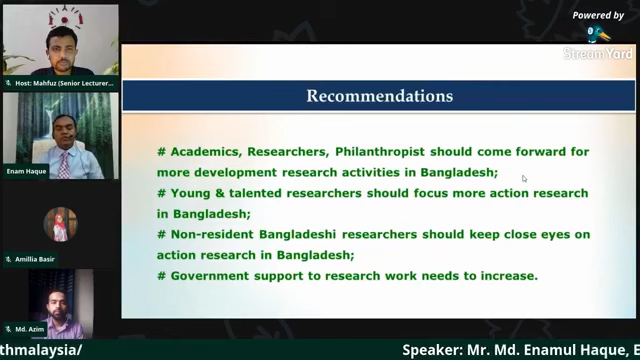 Powered by
StreamYard
Host: Mahfuz (Senior Lecturer...
Enam Haque
Amillia Basir
Md. Azim
Recommendations
# Academics, Researchers, Philanthropist should come forward for
more development research activities in Bangladesh;
# Young & talented researchers should focus more action research
in Bangladesh;
# Non-resident Bangladeshi researchers should keep close eyes on
action research in Bangladesh;
# Government support to research work needs to increase.
thmalaysia/
Speaker: Mr. Md. Enamul Haque, E